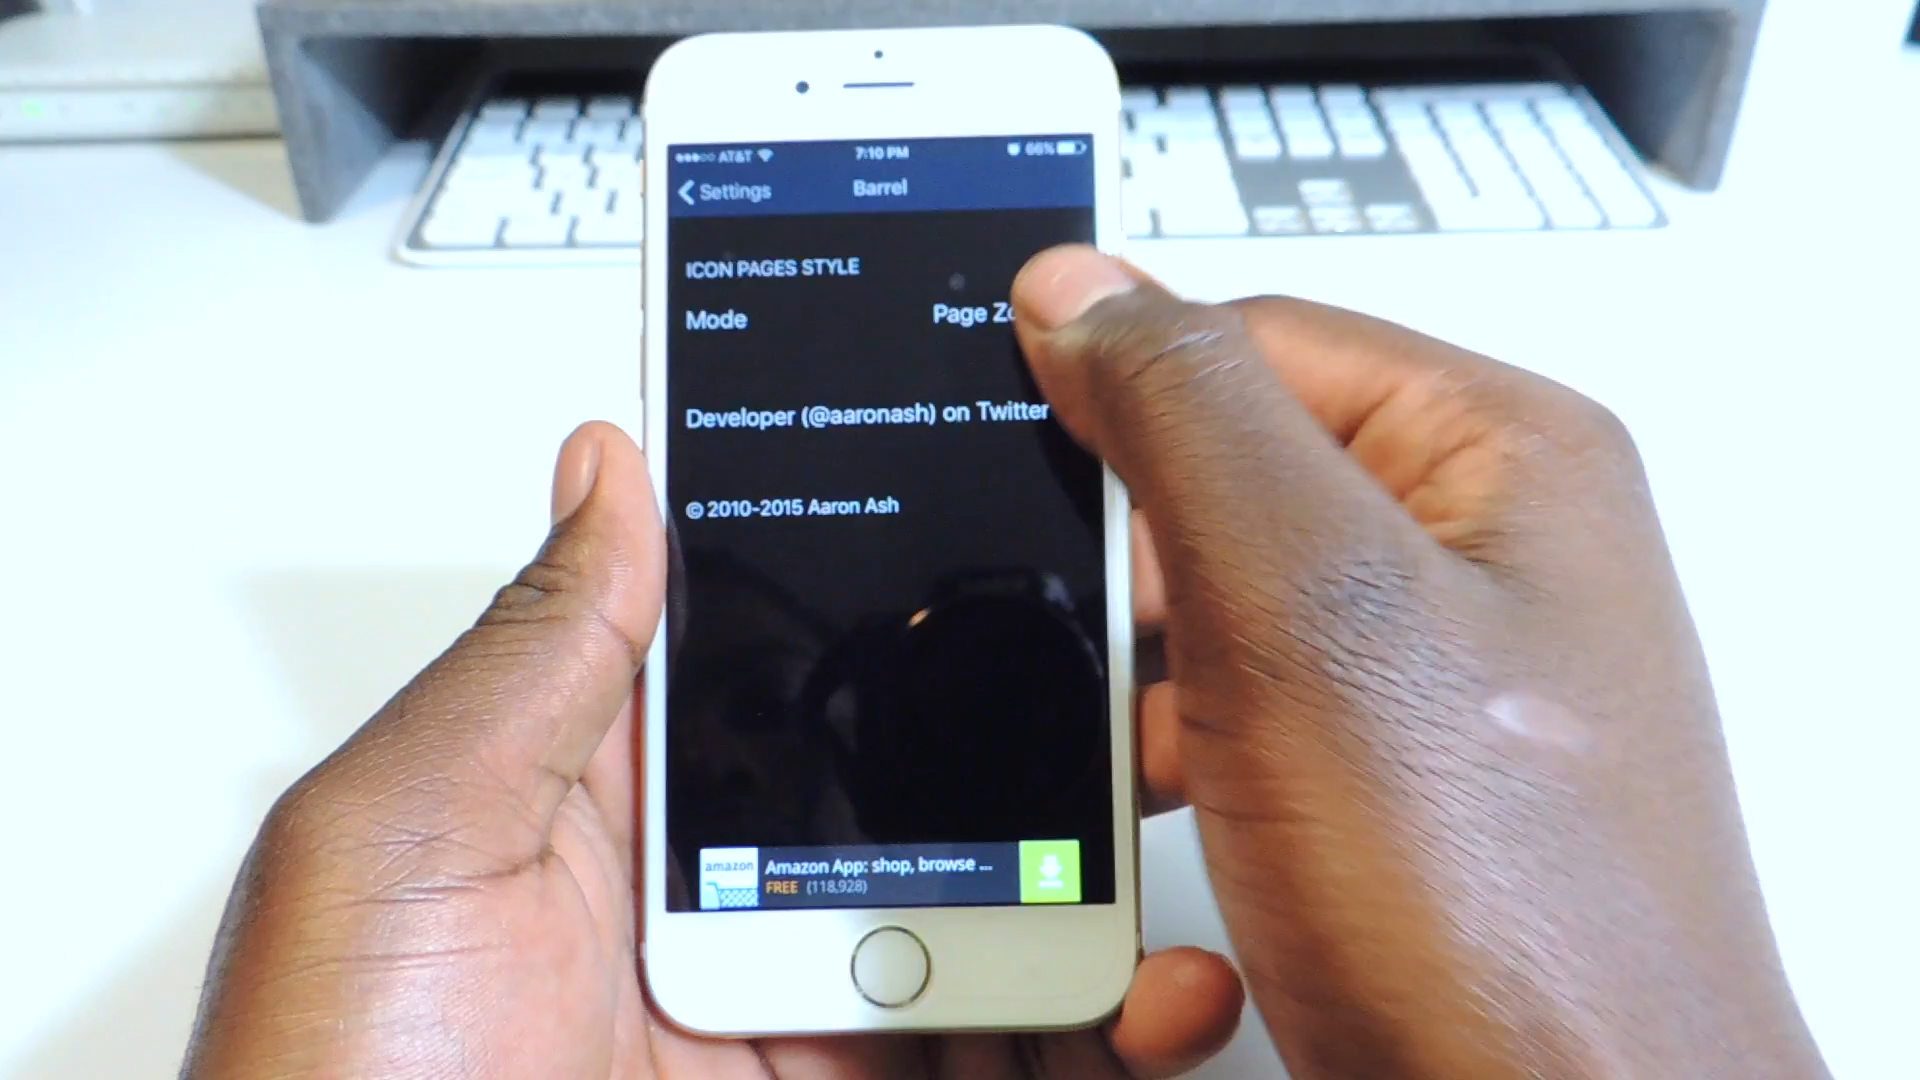 AT&T 7:10 PM 66%
Settings Barrel
ICON PAGES STYLE
Mode Page
Developer (@aaronash) on Twitter
© 2010-2015 Aaron Ash
amazon Amazon App: shop, browse ...
FREE (118,928)